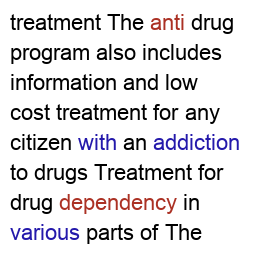 treatment The anti drug
program also includes
information and low
cost treatment for any
citizen with an addiction
to drugs Treatment for
drug dependency in
various parts of The